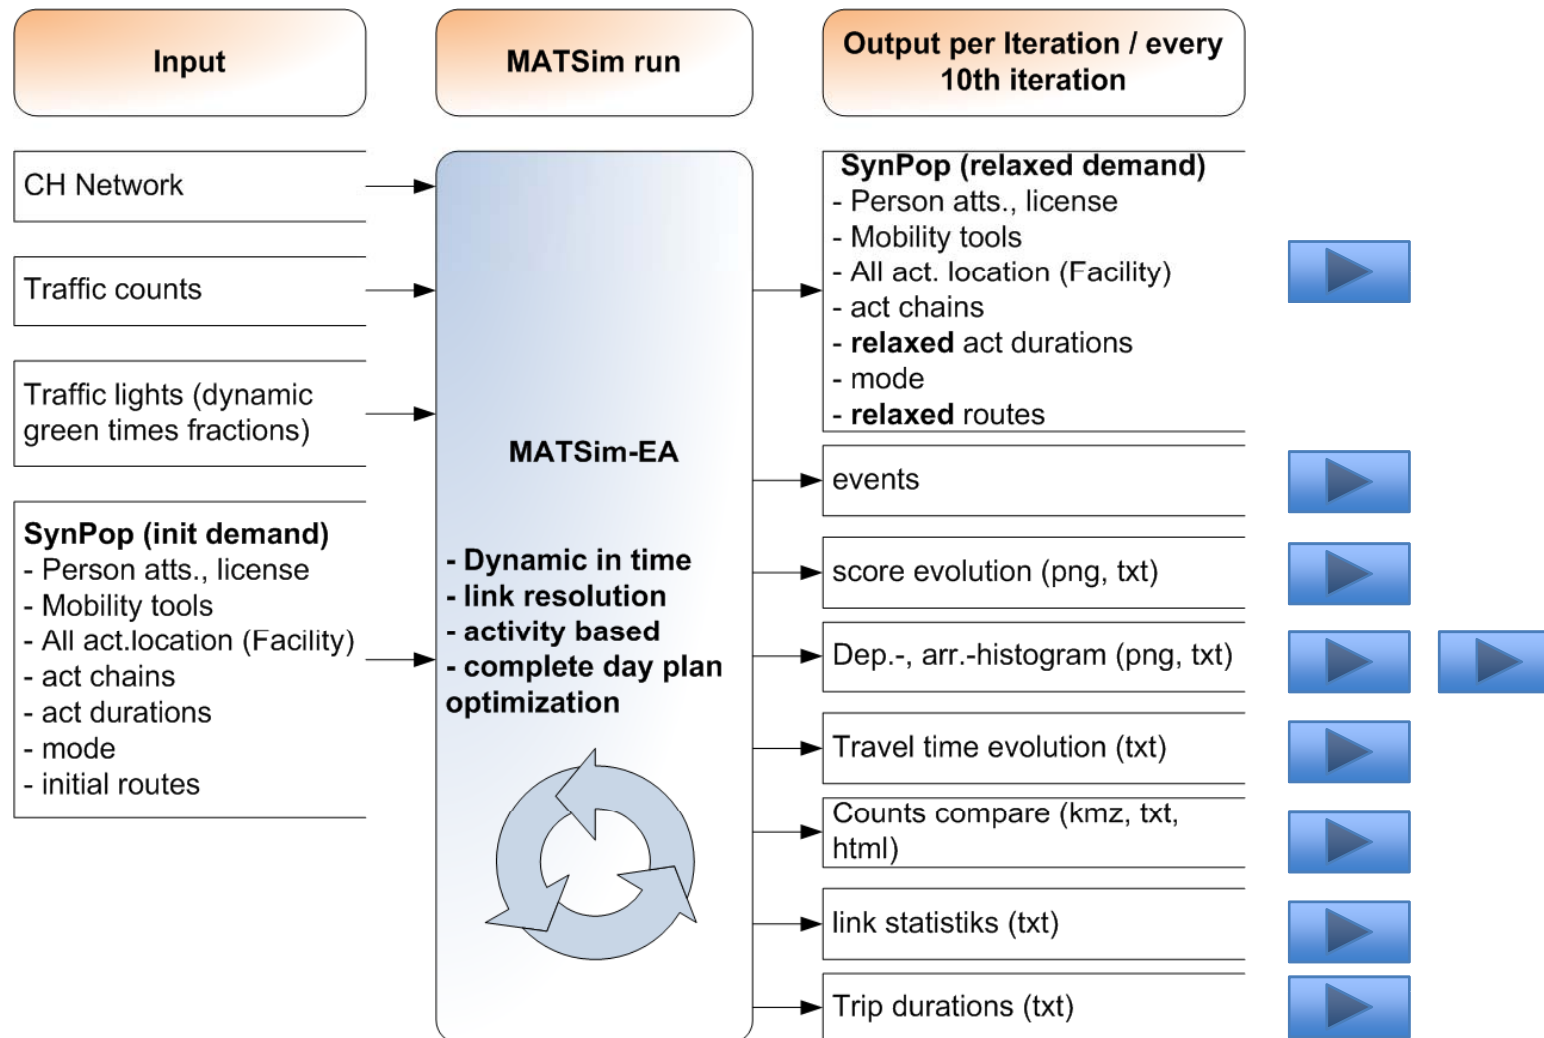 Input
MATSim run
Output per Iteration / every
10th iteration
CH Network
Traffic counts
Traffic lights (dynamic
green times fractions)
SynPop (init demand)
- Person atts., license
- Mobility tools
- All act.location (Facility)
- act chains
- act durations
- mode
- initial routes
MATSim-EA
- Dynamic in time
- link resolution
- activity based
- complete day plan
optimization
SynPop (relaxed demand)
- Person atts., license
- Mobility tools
- All act. location (Facility)
- act chains
- relaxed act durations
- mode
- relaxed routes
events
score evolution (png, txt)
Dep.-, arr.-histogram (png, txt)
Travel time evolution (txt)
Counts compare (kmz, txt,
html)
link statistiks (txt)
Trip durations (txt)